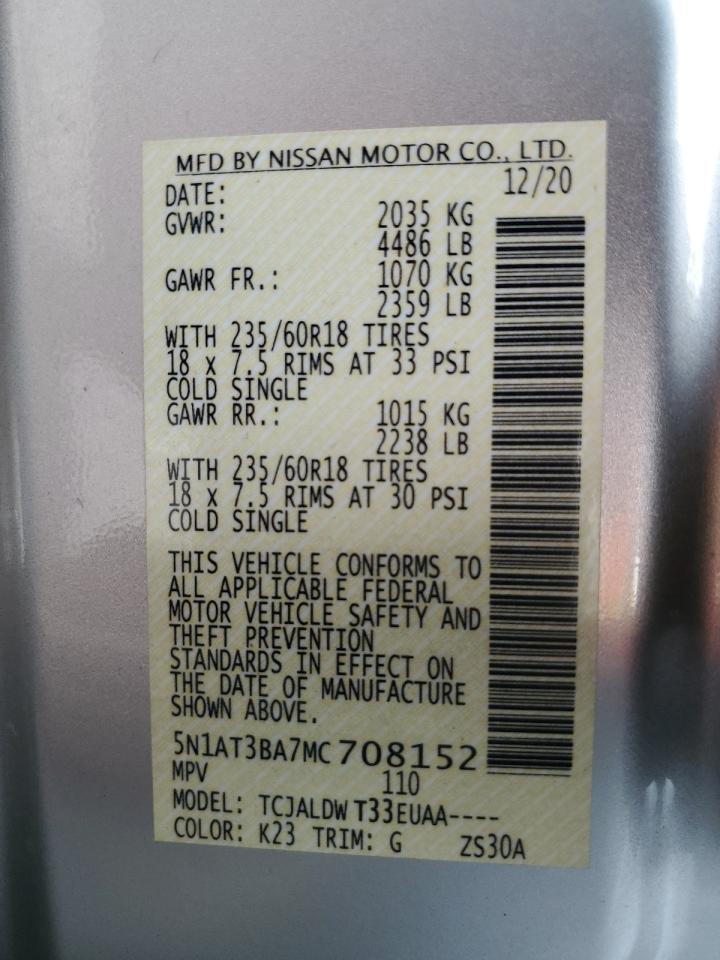 MFD BY NISSAN MOTOR CO., LTD.
DATE: 12/20
GVWR: 2035 KG
4486 LB
GAWR FR.: 1070 KG
2359 LB
WITH 235/60R18 TIRES
18 x 7.5 RIMS AT 33 PSI
COLD SINGLE
GAWR RR.: 1015 KG
2238 LB
WITH 235/60R18 TIRES
18 x 7.5 RIMS AT 30 PSI
COLD SINGLE
THIS VEHICLE CONFORMS TO
ALL APPLICABLE FEDERAL
MOTOR VEHICLE SAFETY AND
THEFT PREVENTION
STANDARDS IN EFFECT ON
THE DATE OF MANUFACTURE
SHOWN ABOVE.
5N1AT3BA7MC708152
MPV 110
MODEL: TCJALDW T33EUAA----
COLOR: K23 TRIM: G ZS30A